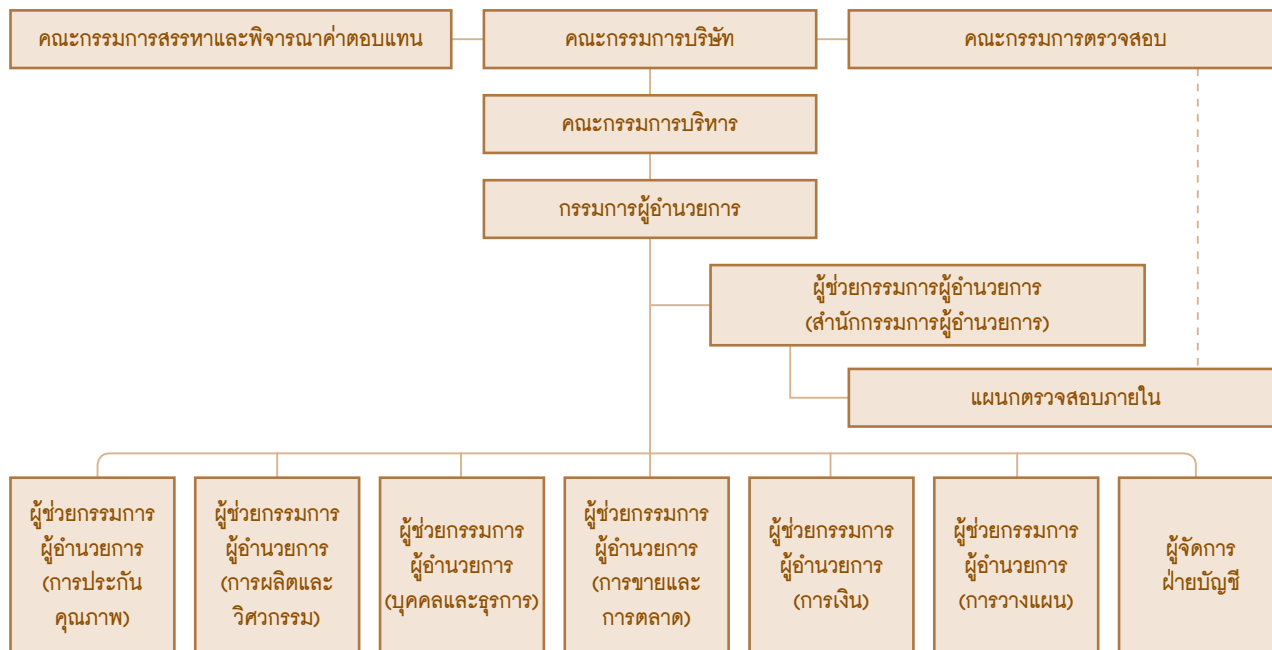 คณะกรรมการสรรหาและพิจารณาค่าตอบแทน
คณะกรรมการบริษัท
คณะกรรมการตรวจสอบ
คณะกรรมการบริหาร
กรรมการผู้อำนวยการ
ผู้ช่วยกรรมการผู้อำนวยการ
(สำนักกรรมการผู้อำนวยการ)
แผนกตรวจสอบภายใน
ผู้ช่วยกรรมการ
ผู้อำนวยการ
(การประกัน
คุณภาพ)
ผู้ช่วยกรรมการ
ผู้อำนวยการ
(การผลิตและ
วิศวกรรม)
ผู้ช่วยกรรมการ
ผู้อำนวยการ
(บุคคลและธุรการ)
ผู้ช่วยกรรมการ
ผู้อำนวยการ
(การขายและ
การตลาด)
ผู้ช่วยกรรมการ
ผู้อำนวยการ
(การเงิน)
ผู้ช่วยกรรมการ
ผู้อำนวยการ
(การวางแผน)
ผู้จัดการ
ฝ่ายบัญชี